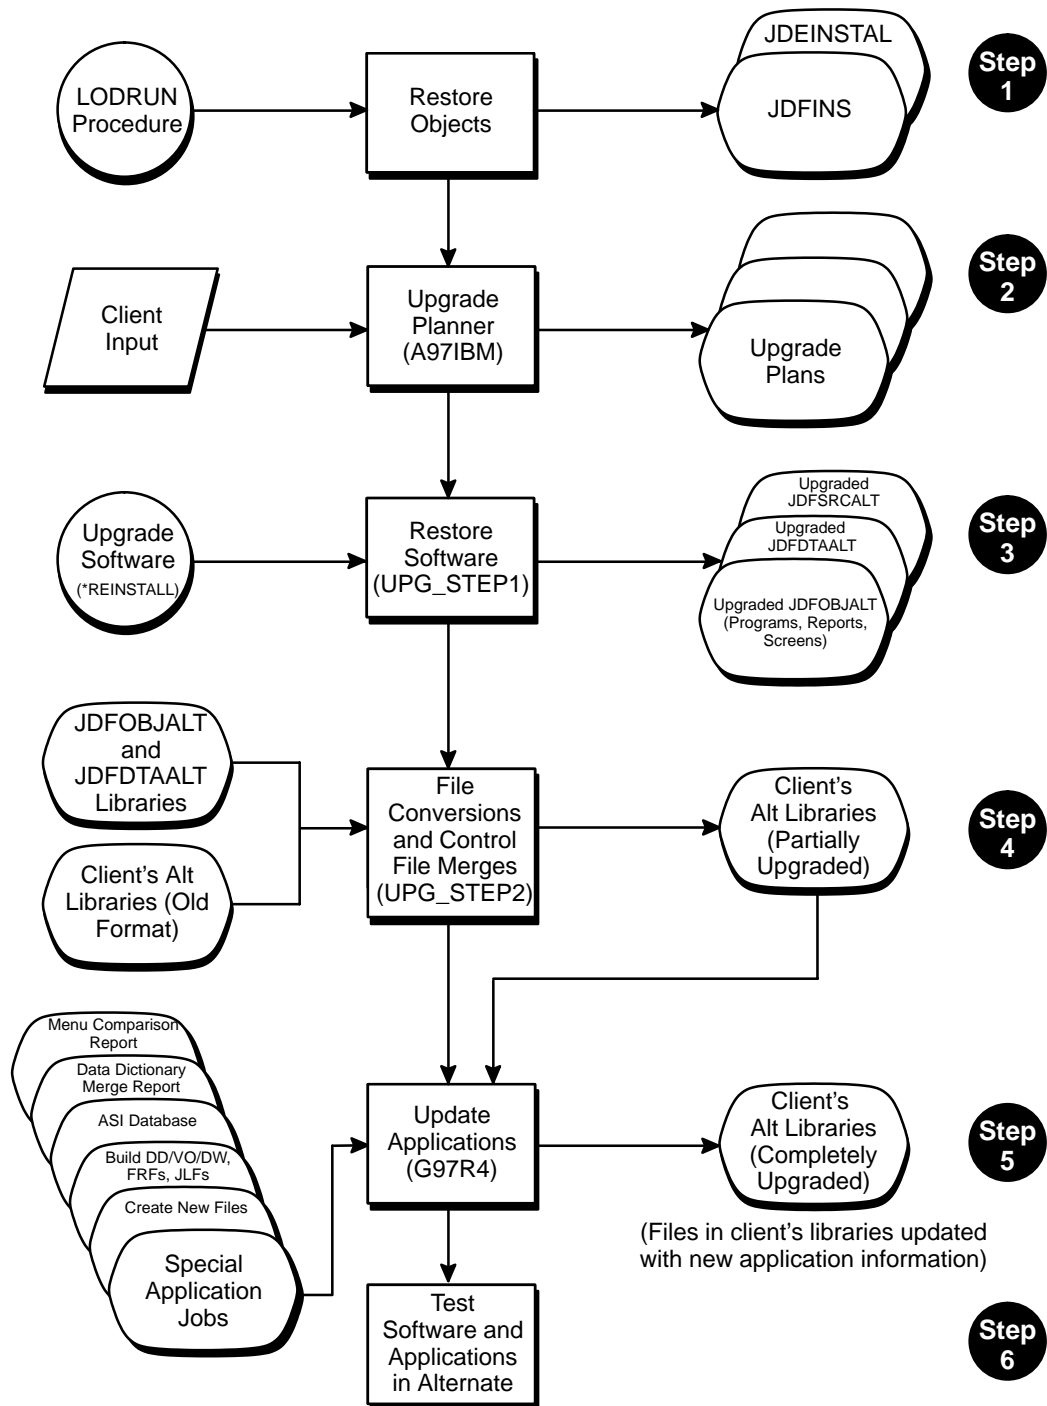 LODRUN
Procedure
Restore
Objects
JDEINSTAL
JDFINS
Step
1
Client
Input
Upgrade
Planner
(A97IBM)
Upgrade
Plans
Step
2
Upgrade
Software
(*REINSTALL)
Restore
Software
(UPG_STEP1)
Upgraded
JDFSRCALT
Upgraded
JDFDTAALT
Upgraded JDFOBJALT
(Programs, Reports,
Screens)
Step
3
JDFOBJALT
and
JDFDTAALT
Libraries
Client's Alt
Libraries (Old
Format)
File
Conversions
and Control
File Merges
(UPG_STEP2)
Client's
Alt Libraries
(Partially
Upgraded)
Step
4
Menu Comparison
Report
Data Dictionary
Merge Report
ASI Database
Build DD/VO/DW,
FRFs, JLFs
Create New Files
Special
Application
Jobs
Update
Applications
(G97R4)
Client's
Alt Libraries
(Completely
Upgraded)
Step
5
(Files in client's libraries updated
with new application information)
Test
Software and
Applications
in Alternate
Step
6